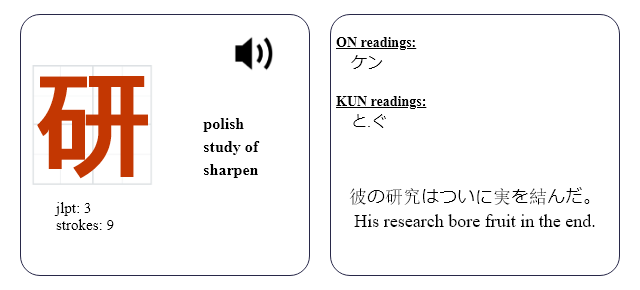 研
polish
study of
sharpen
jlpt: 3
strokes: 9
ON readings:
ケン
KUN readings:
と.ぐ
彼の研究はついに実を結んだ。
His research bore fruit in the end.